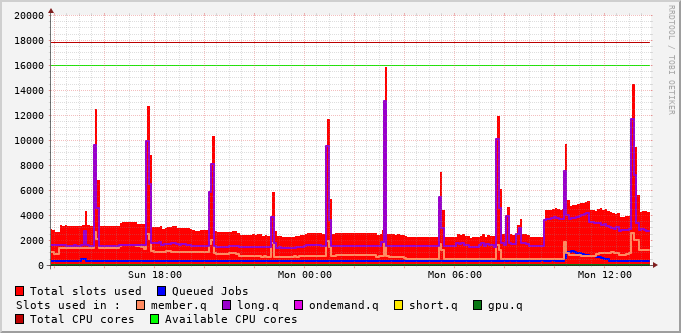 20000
18000
16000
14000
12000
10000
8000
6000
4000
2000
0
Sun 18:00 Mon 00:00 Mon 06:00 Mon 12:00
RRDTOOL / TOBI OETIKER
Total slots used Queued Jobs
Slots used in : member.q long.q ondemand.q short.q gpu.q
Total CPU cores Available CPU cores